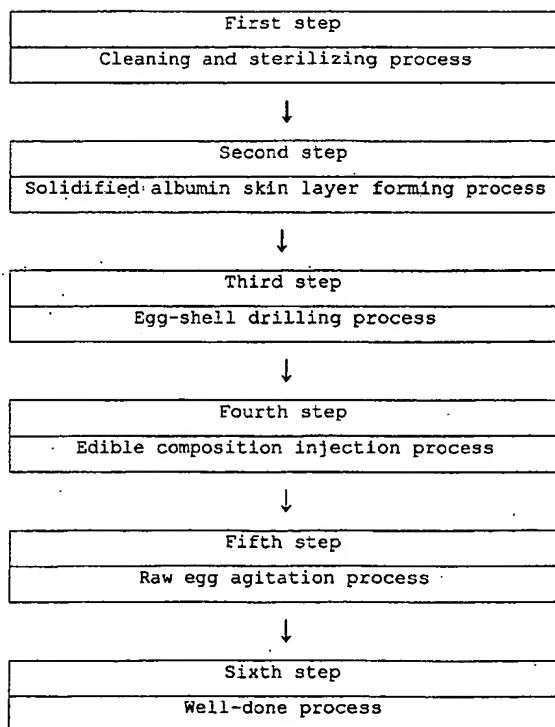 First step
Cleaning and sterilizing process
↓
Second step
Solidified albumin skin layer forming process
↓
Third step
Egg-shell drilling process
↓
Fourth step
Edible composition injection process
↓
Fifth step
Raw egg agitation process
↓
Sixth step
Well-done process